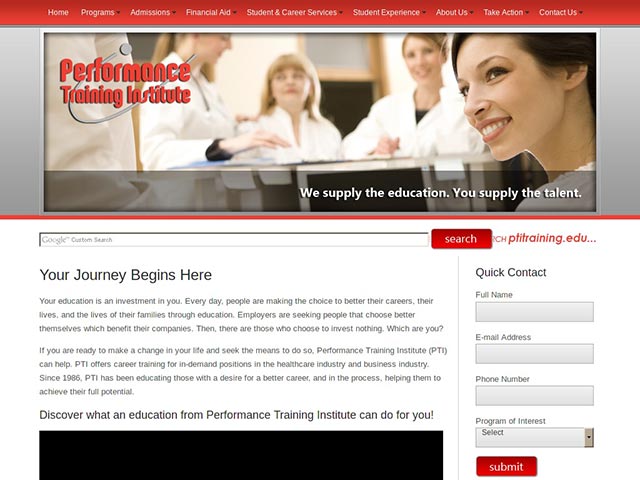 Home Programs Admissions Financial Aid Student & Career Services Student Experience About Us Take Action Contact Us
Performance
Training Institute
We supply the education. You supply the talent.
Google Custom Search
search
CH ptitraining.edu...
Your Journey Begins Here
Your education is an investment in you. Every day, people are making the choice to better their careers, their
lives, and the lives of their families through education. Employers are seeking people that choose better
themselves which benefit their companies. Then, there are those who choose to invest nothing. Which are you?
If you are ready to make a change in your life and seek the means to do so, Performance Training Institute (PTI)
can help. PTI offers career training for in-demand positions in the healthcare industry and business industry.
Since 1986, PTI has been educating those with a desire for a better career, and in the process, helping them to
achieve their full potential.
Discover what an education from Performance Training Institute can do for you!
Quick Contact
Full Name
E-mail Address
Phone Number
Program of Interest
Select
submit